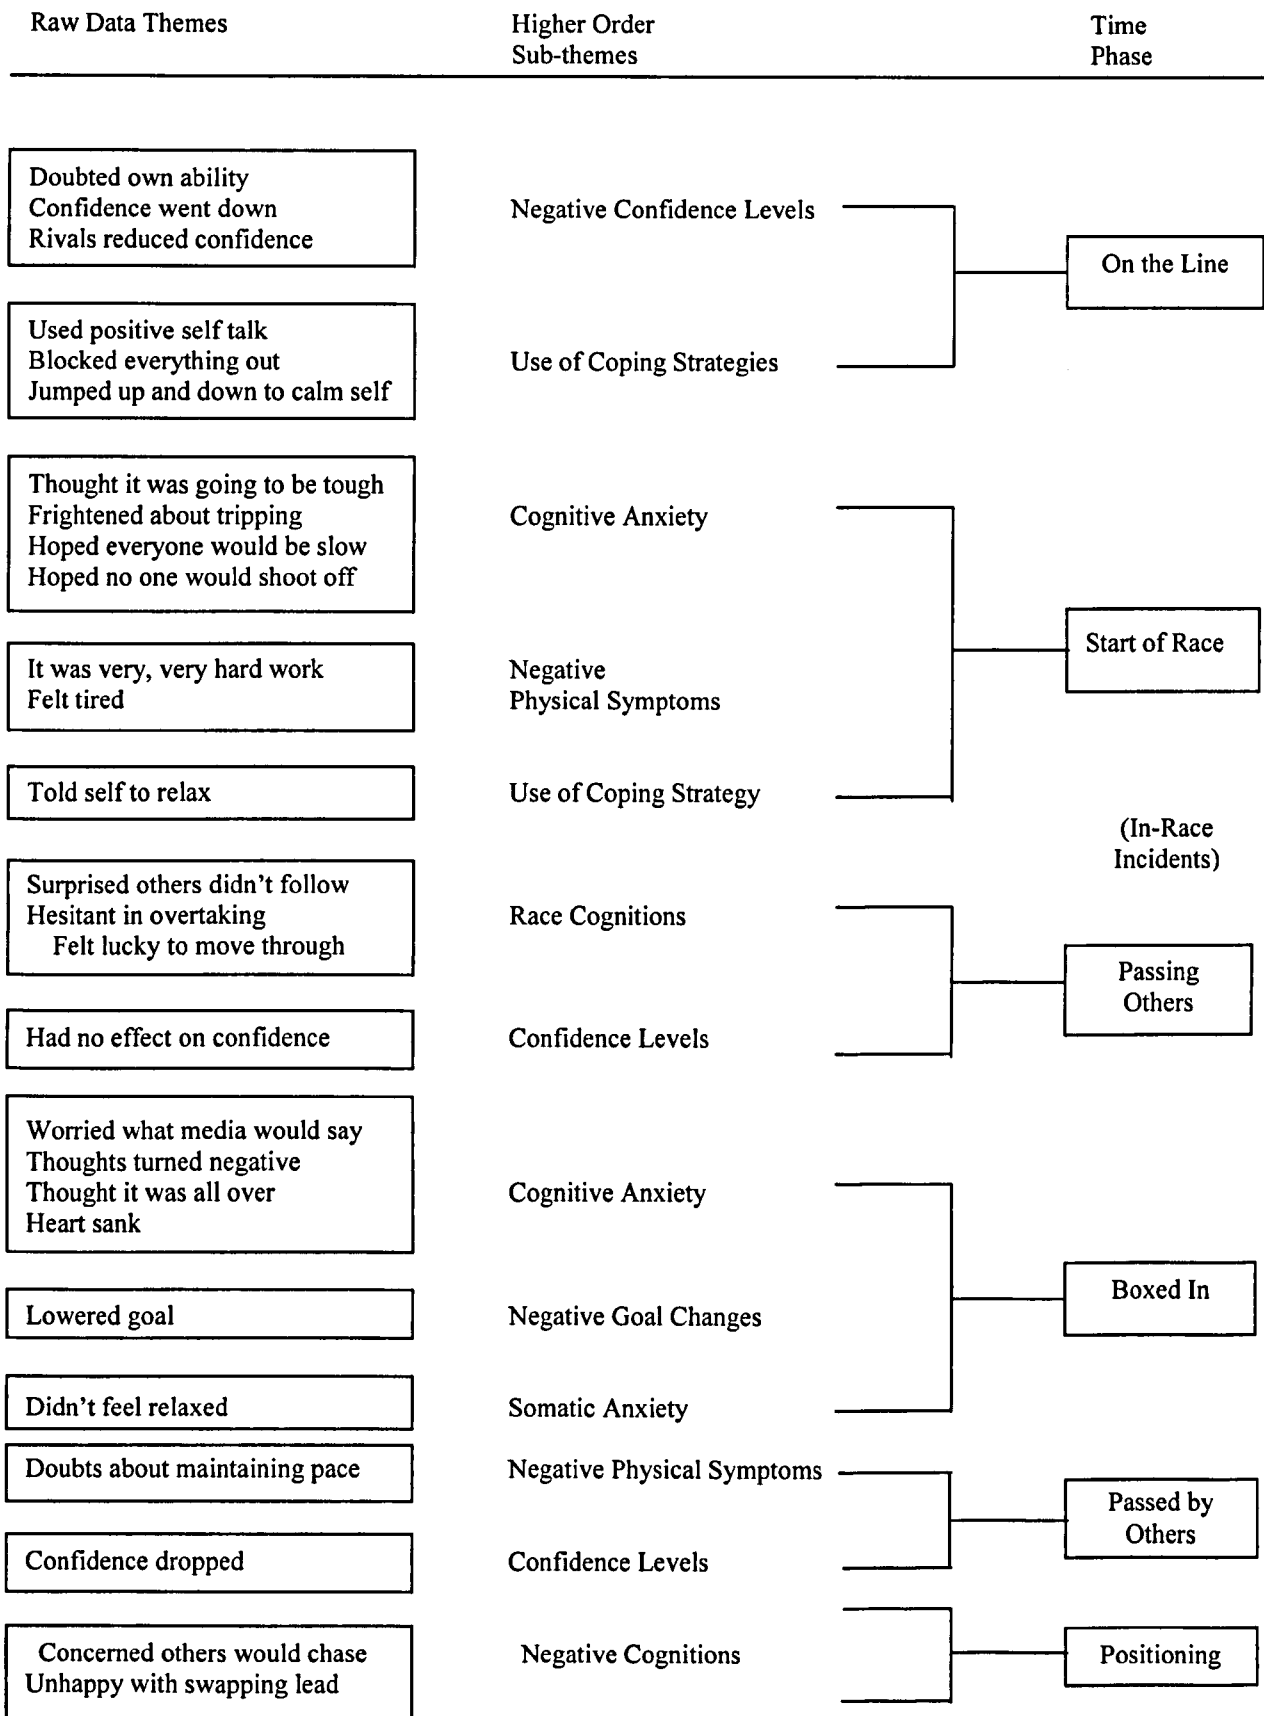 Raw Data Themes
Higher Order
Sub-themes
Time
Phase
Doubted own ability
Confidence went down
Rivals reduced confidence
Negative Confidence Levels
On the Line
Used positive self talk
Blocked everything out
Jumped up and down to calm self
Use of Coping Strategies
Thought it was going to be tough
Frightened about tripping
Hoped everyone would be slow
Hoped no one would shoot off
Cognitive Anxiety
Start of Race
It was very, very hard work
Felt tired
Negative
Physical Symptoms
Told self to relax
Use of Coping Strategy
(In-Race
Incidents)
Surprised others didn't follow
Hesitant in overtaking
Felt lucky to move through
Race Cognitions
Passing
Others
Had no effect on confidence
Confidence Levels
Worried what media would say
Thoughts turned negative
Thought it was all over
Heart sank
Cognitive Anxiety
Boxed In
Lowered goal
Negative Goal Changes
Didn't feel relaxed
Somatic Anxiety
Doubts about maintaining pace
Negative Physical Symptoms
Passed by
Others
Confidence dropped
Confidence Levels
Concerned others would chase
Unhappy with swapping lead
Negative Cognitions
Positioning